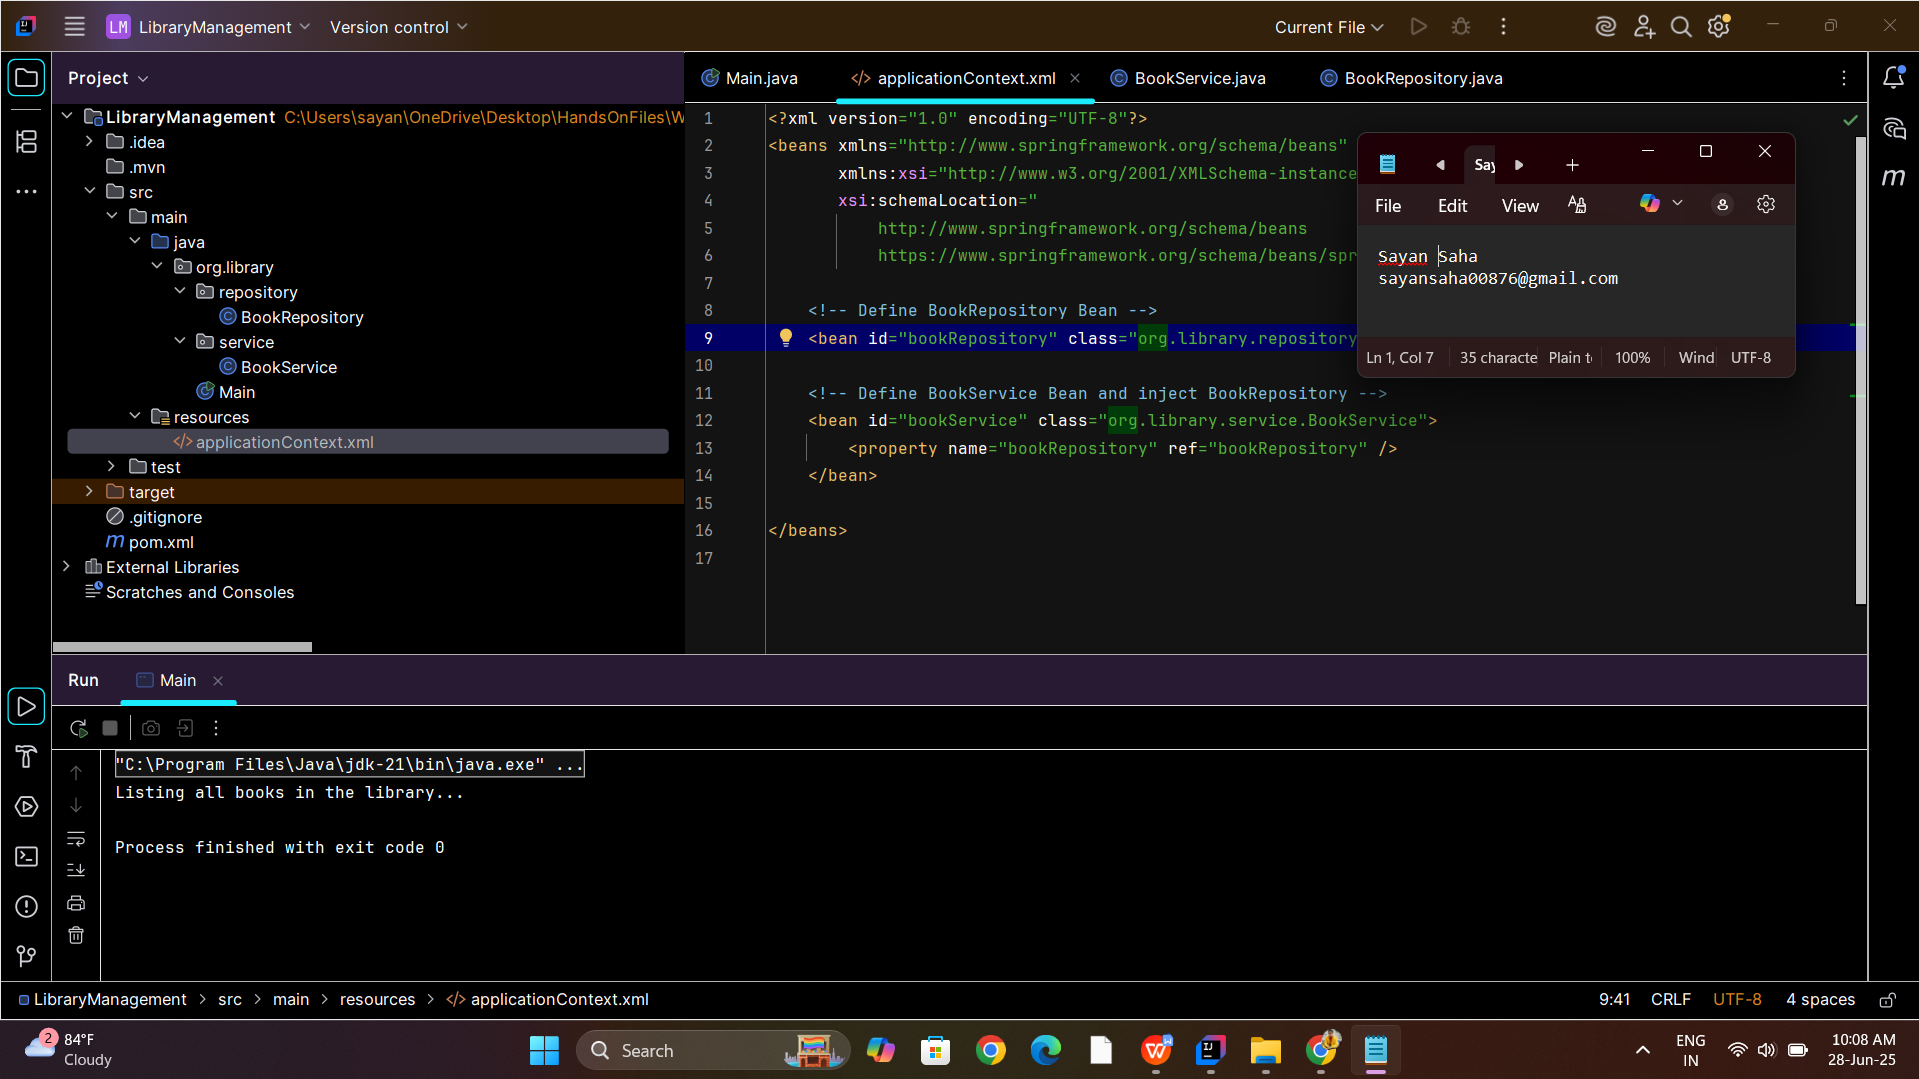 LM LibraryManagement Version control Current File
Project
LibraryManagement C:\Users\sayan\OneDrive\Desktop\HandsOnFiles\W
.idea
.mvn
src
main
java
org.library
repository
BookRepository
service
BookService
Main
resources
applicationContext.xml
test
target
.gitignore
pom.xml
External Libraries
Scratches and Consoles
Main.java applicationContext.xml BookService.java BookRepository.java
1 <?xml version="1.0" encoding="UTF-8"?>
2 <beans xmlns="http://www.springframework.org/schema/beans"
3 xmlns:xsi="http://www.w3.org/2001/XMLSchema-instance
4 xsi:schemaLocation="
5 http://www.springframework.org/schema/beans
6 https://www.springframework.org/schema/beans/spr
7
8 <!-- Define BookRepository Bean -->
9 <bean id="bookRepository" class="org.library.repository
10
11 <!-- Define BookService Bean and inject BookRepository -->
12 <bean id="bookService" class="org.library.service.BookService">
13 <property name="bookRepository" ref="bookRepository" />
14 </bean>
15
16 </beans>
17
Say
File Edit View
Sayan Saha
sayansaha00876@gmail.com
Ln 1, Col 7 35 characte Plain t 100% Wind UTF-8
m
Run Main
"C:\Program Files\Java\jdk-21\bin\java.exe" ...
Listing all books in the library...
Process finished with exit code 0
LibraryManagement > src > main > resources > applicationContext.xml 9:41 CRLF UTF-8 4 spaces
2 84°F
Cloudy
Search
ENG
IN
10:08 AM
28-Jun-25